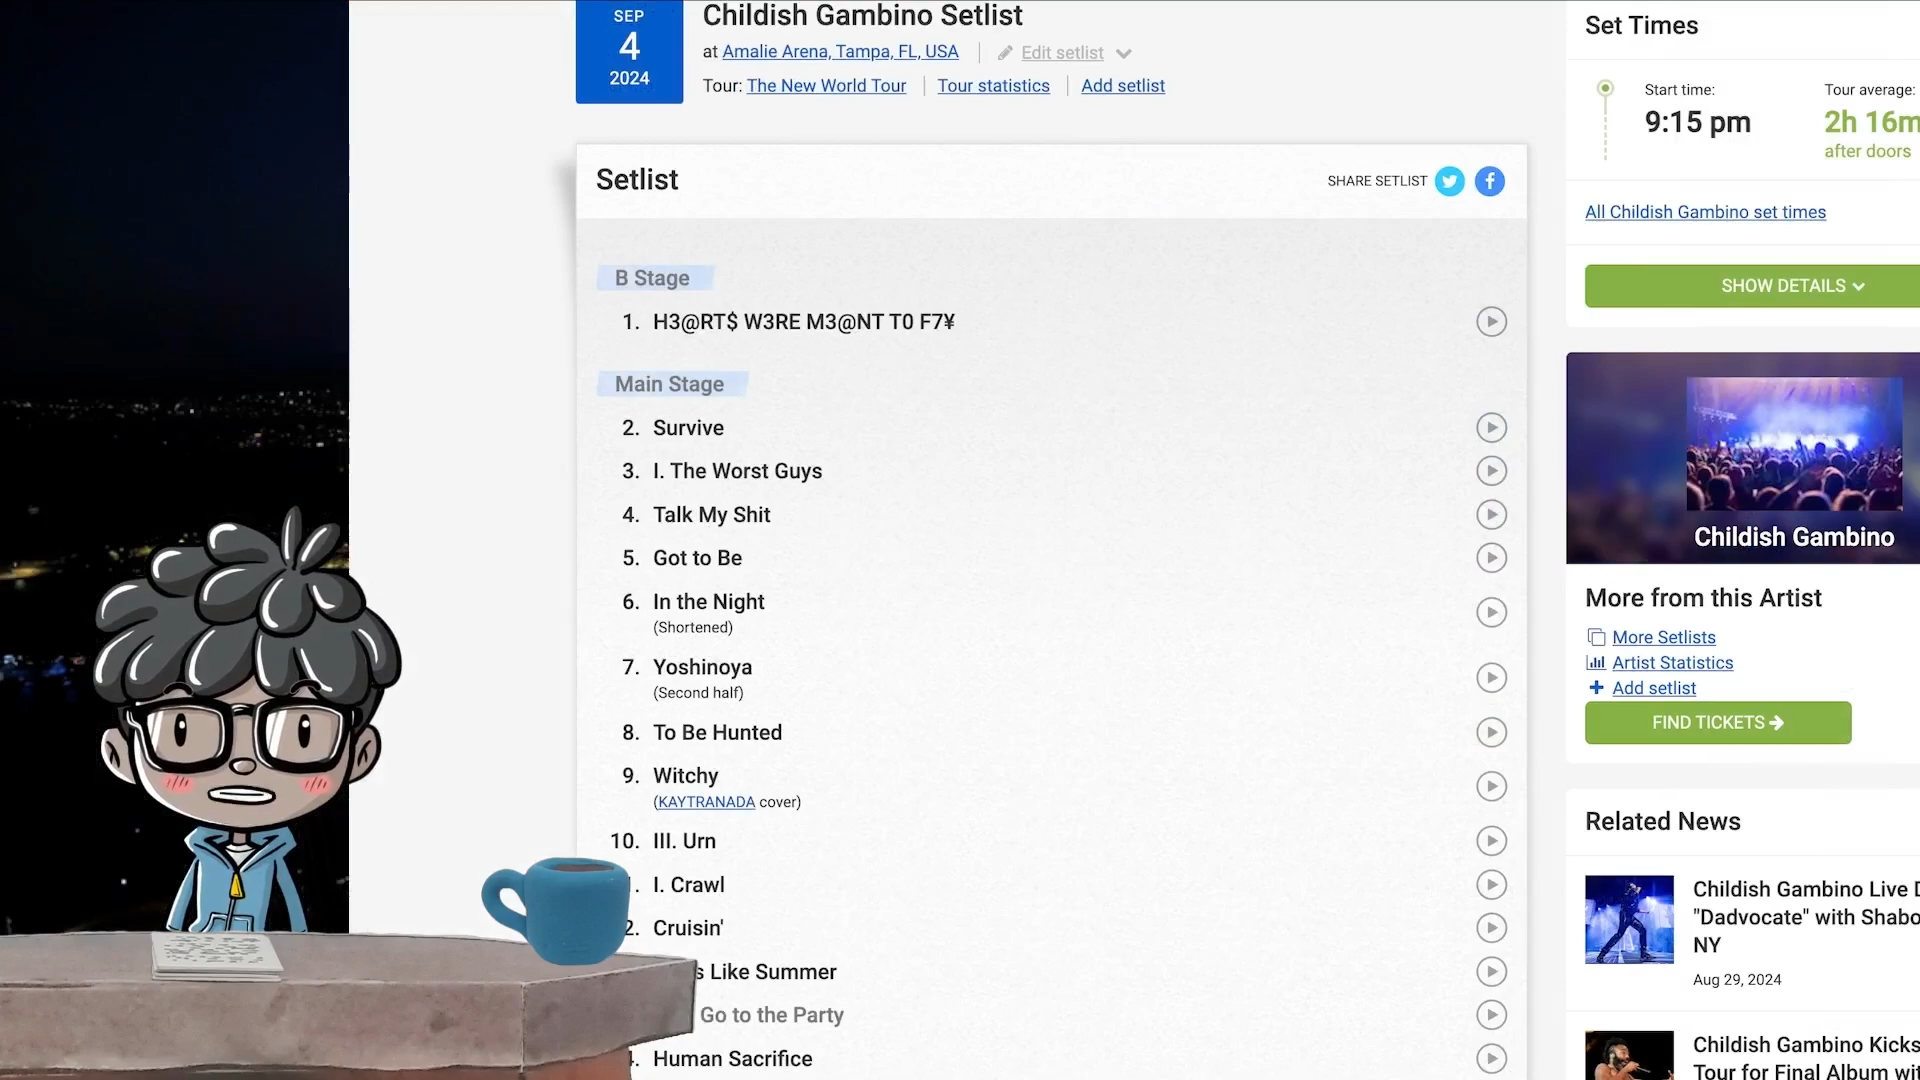 SEP
4
2024
Childish Gambino Setlist
at Amalie Arena, Tampa, FL, USA
Edit setlist
Tour: The New World Tour
Tour statistics
Add setlist
Setlist
SHARE SETLIST
B Stage
1. H3@RT$ W3RE M3@NT T0 F7¥
Main Stage
2. Survive
3. I. The Worst Guys
4. Talk My Shit
5. Got to Be
6. In the Night
(Shortened)
7. Yoshinoya
(Second half)
8. To Be Hunted
9. Witchy
(KAYTRANADA cover)
10. III. Urn
. I. Crawl
2. Cruisin'
s Like Summer
Go to the Party
. Human Sacrifice
Set Times
Start time:
9:15 pm
Tour average:
2h 16m
after doors
All Childish Gambino set times
SHOW DETAILS
Childish Gambino
More from this Artist
More Setlists
Artist Statistics
Add setlist
FIND TICKETS
Related News
Childish Gambino Live D
"Dadvocate" with Shabo
NY
Aug 29, 2024
Childish Gambino Kicks
Tour for Final Album wit